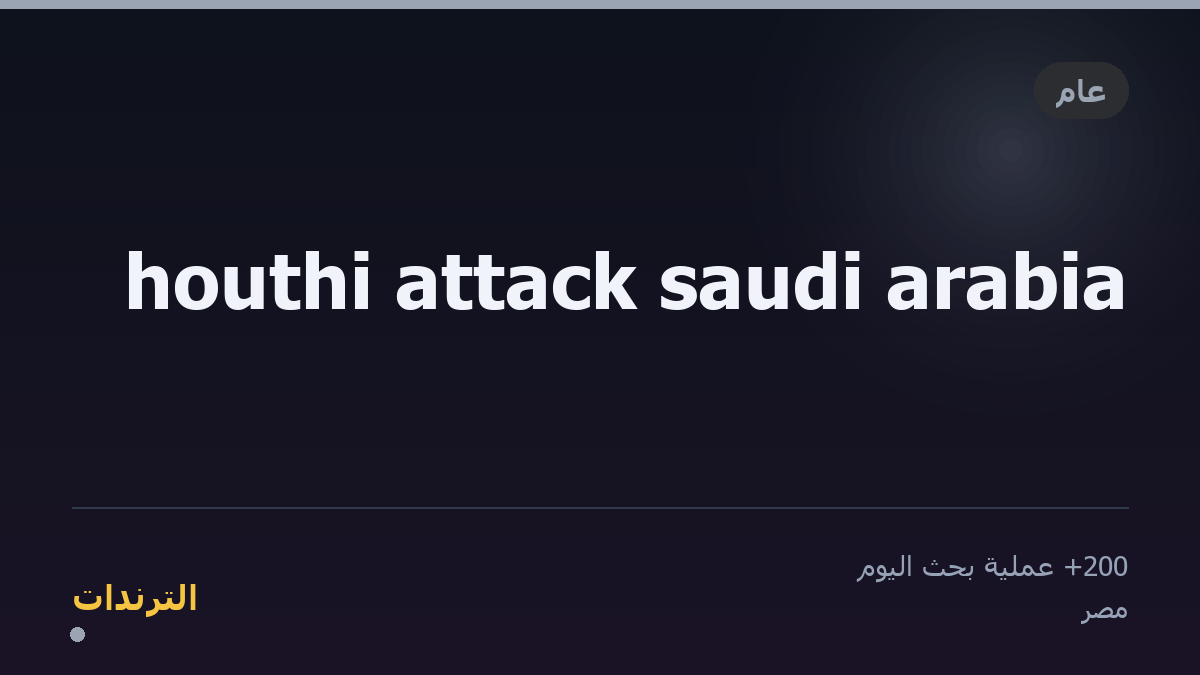 عام
houthi attack saudi arabia
+200 عملية بحث اليوم
مصر
الترندات